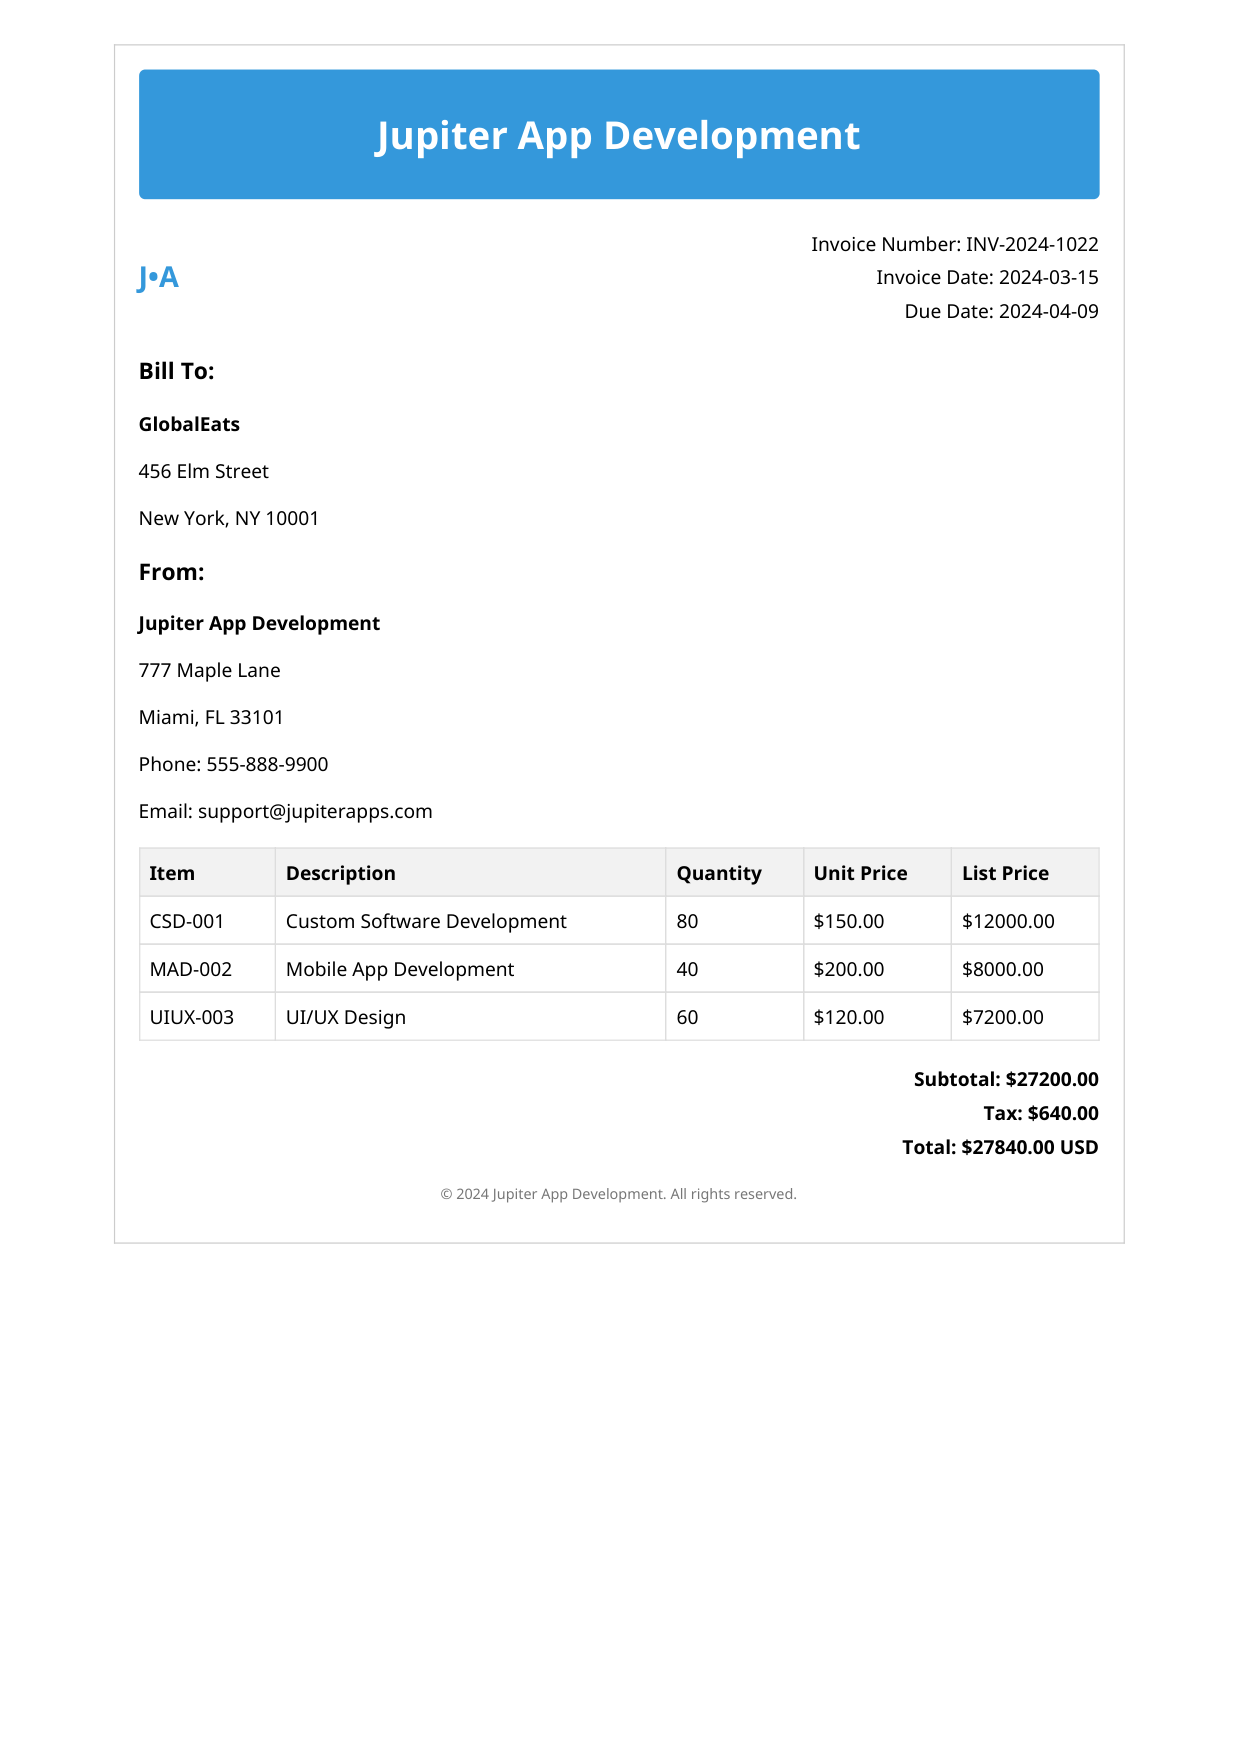 Jupiter App Development
J•A
Invoice Number: INV-2024-1022
Invoice Date: 2024-03-15
Due Date: 2024-04-09
Bill To:
GlobalEats
456 Elm Street
New York, NY 10001
From:
Jupiter App Development
777 Maple Lane
Miami, FL 33101
Phone: 555-888-9900
Email: support@jupiterapps.com
Item Description Quantity Unit Price List Price
CSD-001 Custom Software Development 80 $150.00 $12000.00
MAD-002 Mobile App Development 40 $200.00 $8000.00
UIUX-003 UI/UX Design 60 $120.00 $7200.00
Subtotal: $27200.00
Tax: $640.00
Total: $27840.00 USD
© 2024 Jupiter App Development. All rights reserved.